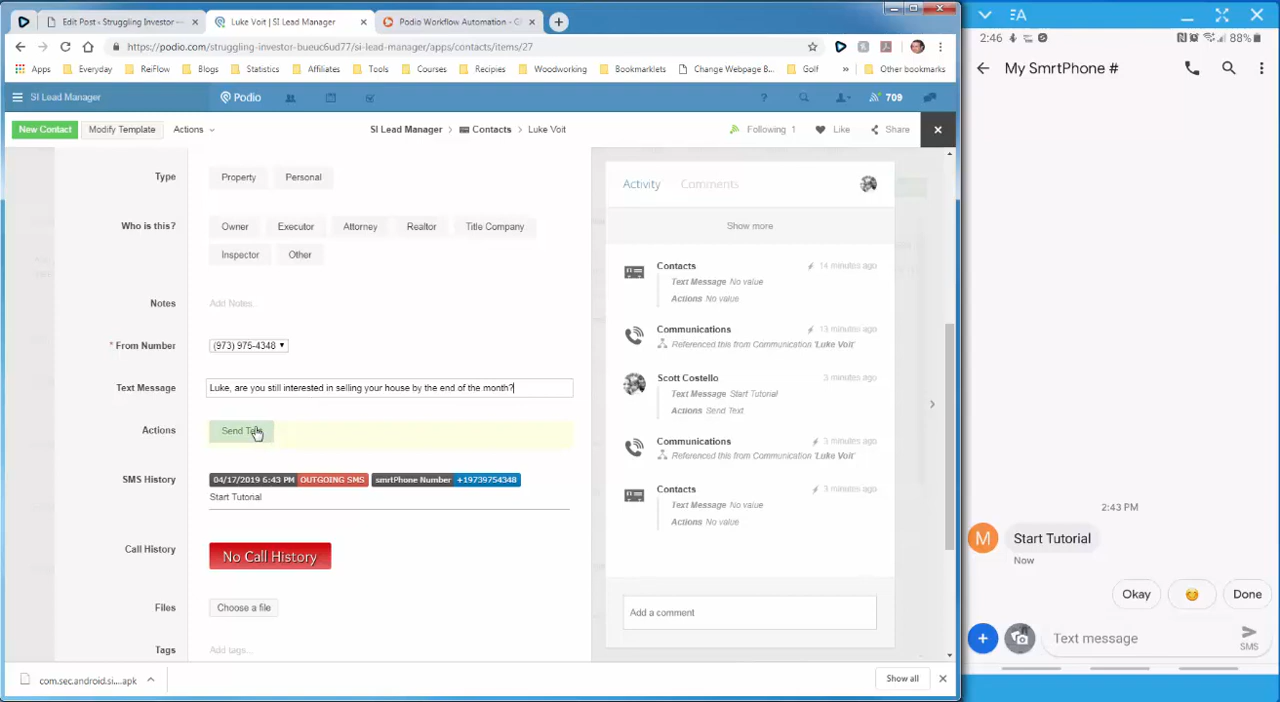 Edit Post ‹ Struggling Investor —
Luke Voit | SI Lead Manager
Podio Workflow Automation - Gl
https://podio.com/struggling-investor-bueuc6ud77/si-lead-manager/apps/contacts/items/27
Apps
Everyday
ReiFlow
Blogs
Statistics
Affiliates
Tools
Courses
Recipies
Woodworking
Bookmarklets
Change Webpage B...
Golf
»
Other bookmarks
SI Lead Manager
Podio
?
709
New Contact
Modify Template
Actions
SI Lead Manager > Contacts > Luke Voit
Following 1
Like
Share
Type
Property
Personal
Who is this?
Owner
Executor
Attorney
Realtor
Title Company
Inspector
Other
Notes
Add Notes...
* From Number
(973) 975-4348
Text Message
Luke, are you still interested in selling your house by the end of the month?
Actions
Send Text
SMS History
04/17/2019 6:43 PM OUTGOING SMS smrtPhone Number +19739754348
Start Tutorial
Call History
No Call History
Files
Choose a file
Tags
Add tags...
Activity
Comments
Show more
Contacts
14 minutes ago
Text Message No value
Actions No value
Communications
13 minutes ago
Referenced this from Communication 'Luke Voit'
Scott Costello
3 minutes ago
Text Message Start Tutorial
Actions Send Text
Communications
3 minutes ago
Referenced this from Communication 'Luke Voit'
Contacts
3 minutes ago
Text Message No value
Actions No value
Add a comment
com.sec.android.si....apk
Show all
2:46
88%
My SmrtPhone #
2:43 PM
M
Start Tutorial
Now
Okay
Done
Text message
SMS